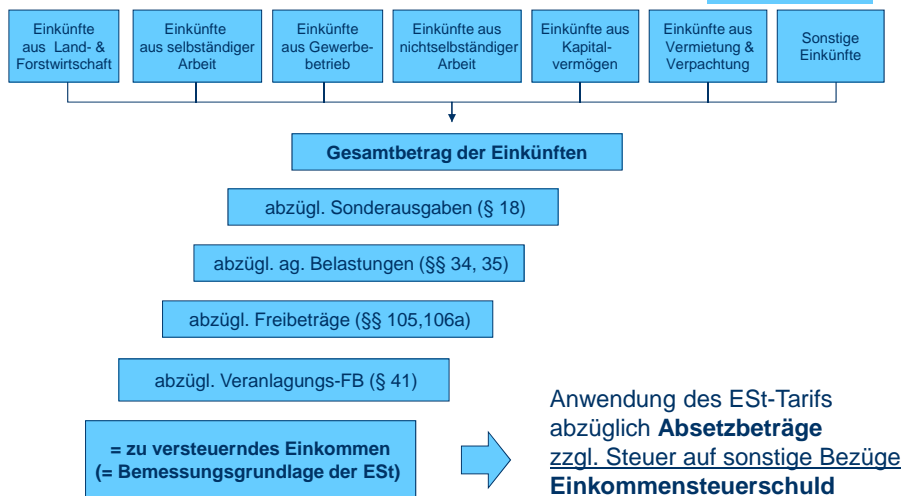 Einkünfte
aus Land- &
Forstwirtschaft
Einkünfte
aus selbständiger
Arbeit
Einkünfte
aus Gewerbe-
betrieb
Einkünfte aus
nichtselbständiger
Arbeit
Einkünfte aus
Kapital-
vermögen
Einkünfte aus
Vermietung &
Verpachtung
Sonstige
Einkünfte
Gesamtbetrag der Einkünften
abzügl. Sonderausgaben (§ 18)
abzügl. ag. Belastungen (§§ 34, 35)
abzügl. Freibeträge (§§ 105,106a)
abzügl. Veranlagungs-FB (§ 41)
= zu versteuerndes Einkommen
(= Bemessungsgrundlage der ESt)
Anwendung des ESt-Tarifs
abzüglich Absetzbeträge
zzgl. Steuer auf sonstige Bezüge
Einkommensteuerschuld